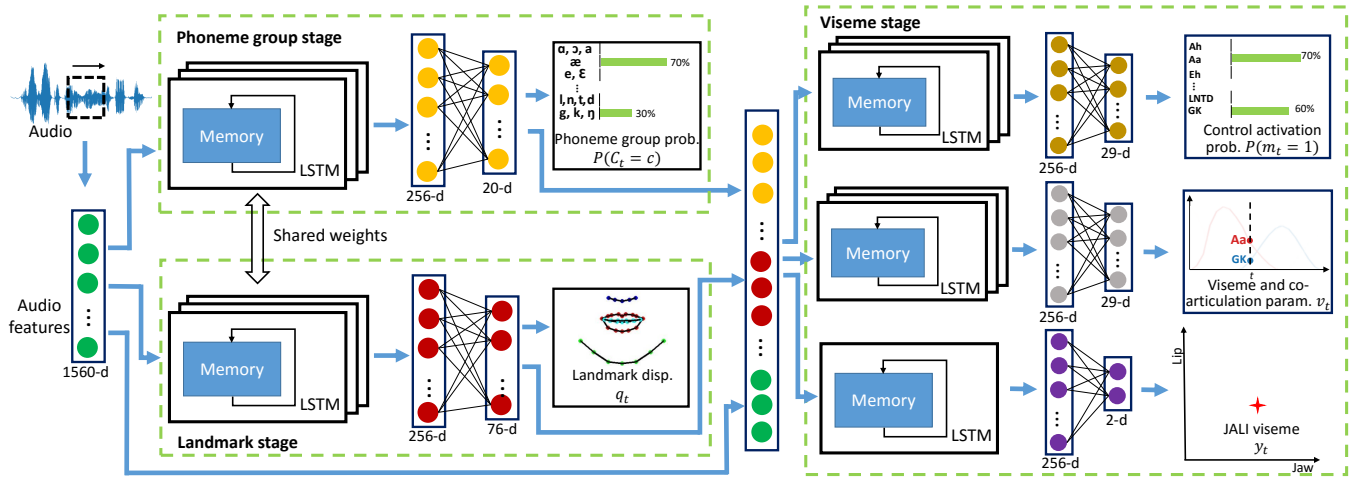 Audio
Audio
features
1560-d
Phoneme group stage
Memory
LSTM
256-d
20-d
ɑ, ɔ, a
æ
e, Ɛ
⋮
l, n, t, d
g, k, ŋ
70%
30%
Phoneme group prob.
P(C_t = c)
Shared weights
Memory
LSTM
Landmark stage
256-d
76-d
Landmark disp.
q_t
Viseme stage
Memory
LSTM
256-d
29-d
Ah
Aa
Eh
⋮
LNTD
GK
70%
60%
Control activation
prob. P(m_t = 1)
Memory
LSTM
256-d
29-d
Aa
GK
t
Viseme and co-
articulation param. v_t
Memory
LSTM
256-d
2-d
Lip
JALI viseme
y_t
Jaw